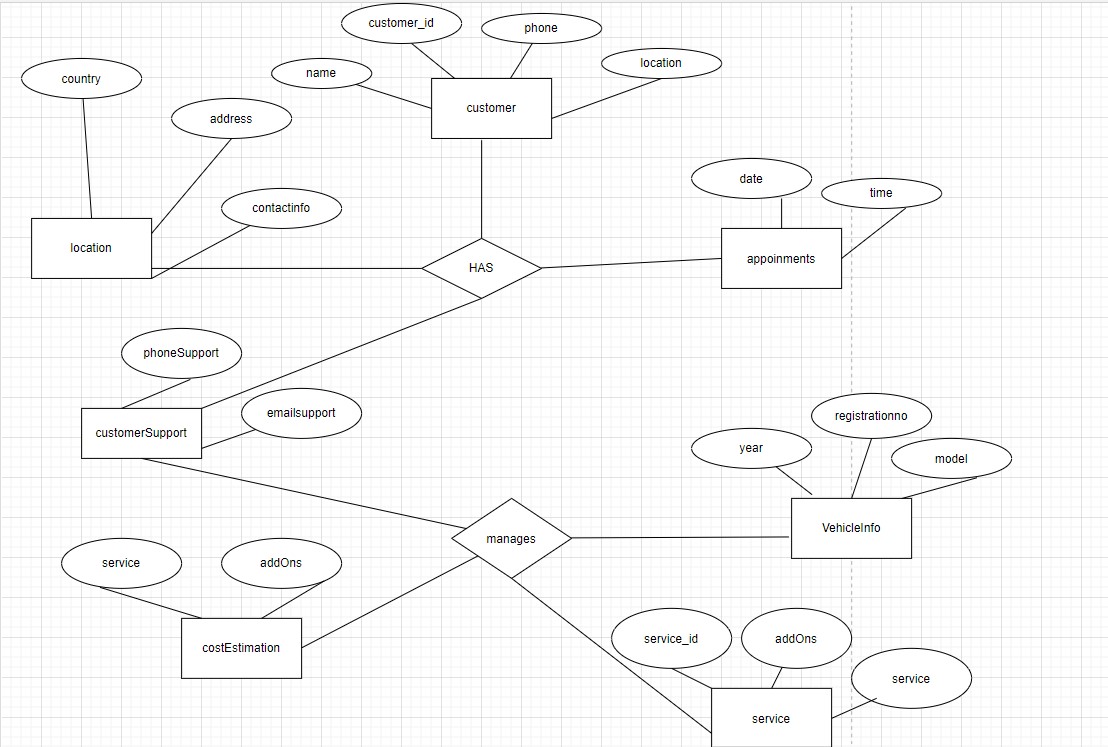 customer_id
phone
location
name
country
customer
address
date
time
contactinfo
location
HAS
appoinments
phoneSupport
emailsupport
registrationno
customerSupport
year
model
VehicleInfo
manages
service
addOns
costEstimation
service_id
addOns
service
service